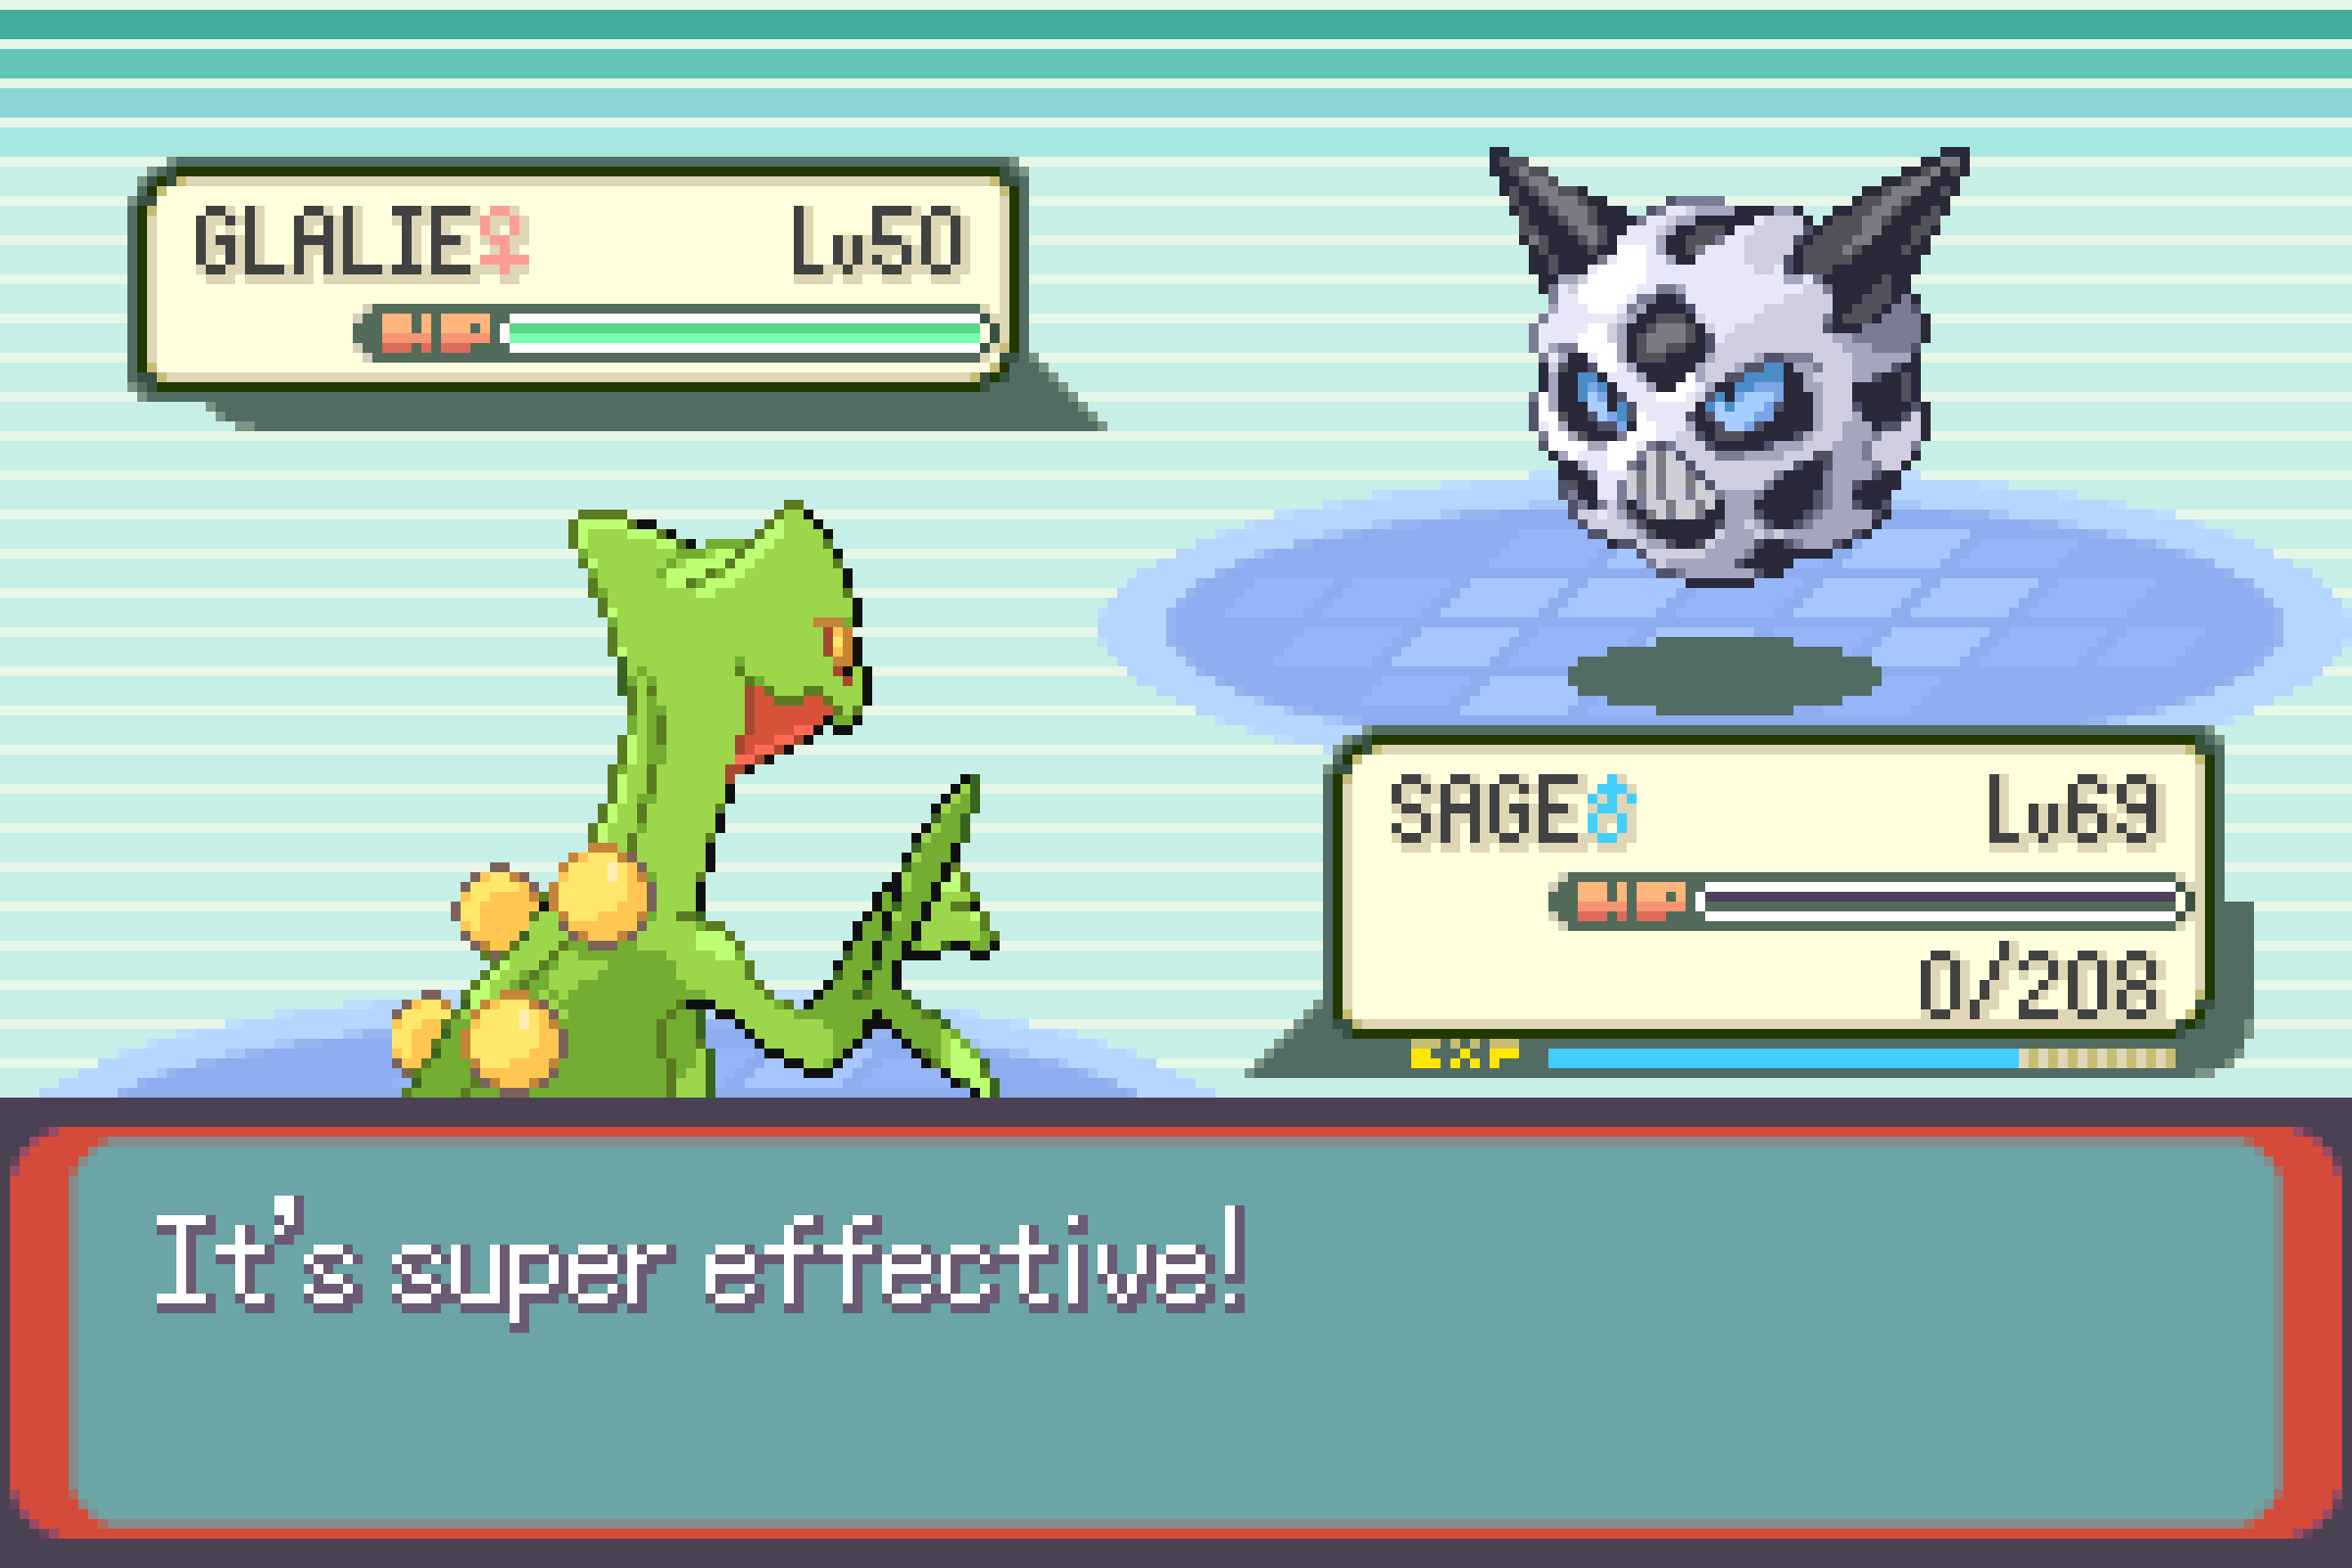 GLALIE♀ Lv50
HP
SAGE♂ Lv69
HP
0/208
EXP
It's super effective!